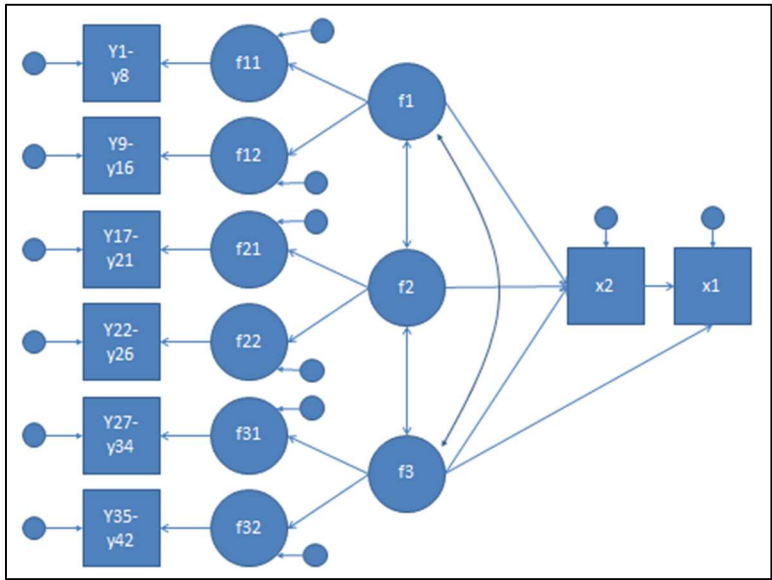 Y1-
y8
f11
f1
Y9-
y16
f12
Y17-
y21
f21
f2
x2
x1
Y22-
y26
f22
Y27-
y34
f31
f3
Y35-
y42
f32